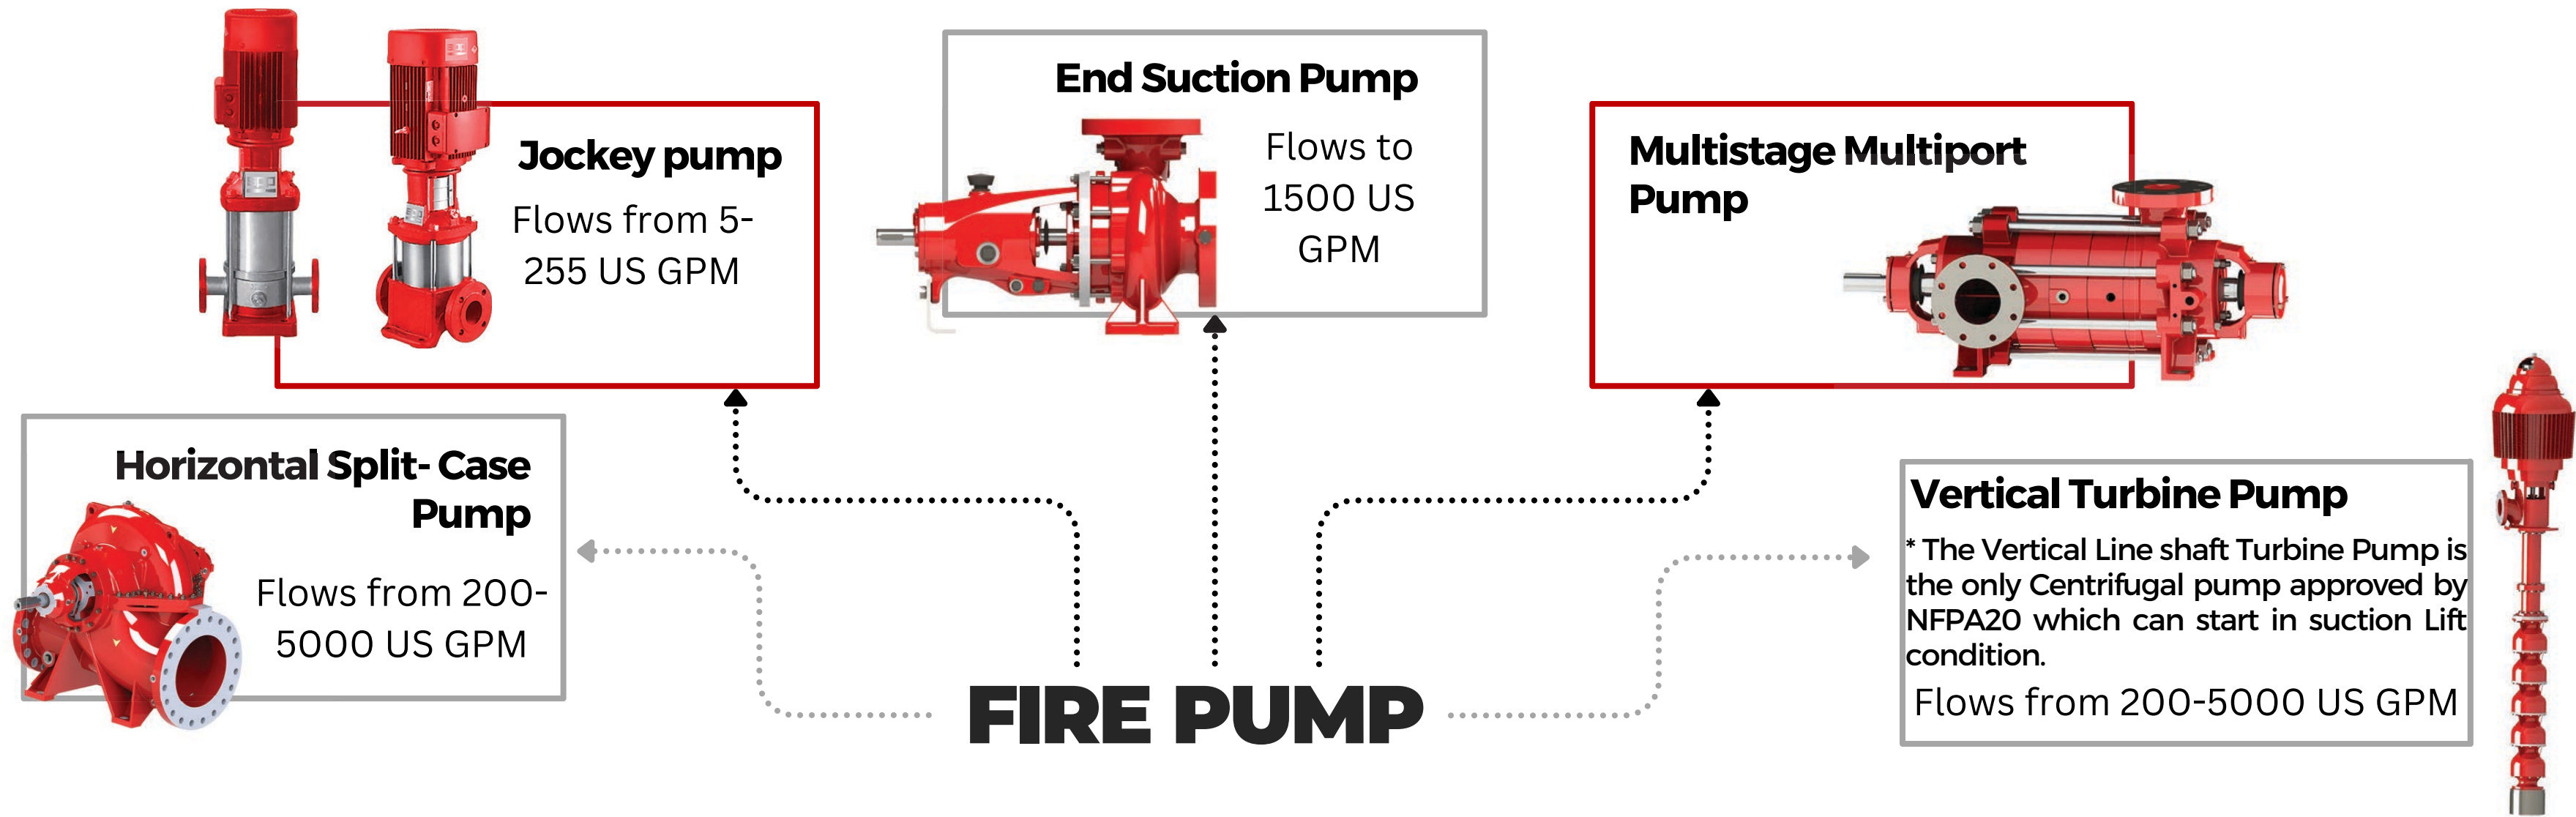 End Suction Pump
Flows to
1500 US
GPM
Jockey pump
Flows from 5-
255 US GPM
Multistage Multiport
Pump
Horizontal Split- Case
Pump
Flows from 200-
5000 US GPM
Vertical Turbine Pump
* The Vertical Line shaft Turbine Pump is
the only Centrifugal pump approved by
NFPA20 which can start in suction Lift
condition.
Flows from 200-5000 US GPM
FIRE PUMP